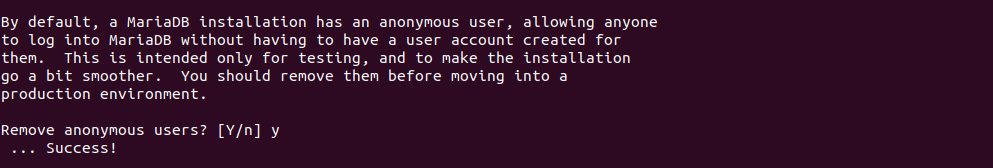 By default, a MariaDB installation has an anonymous user, allowing anyone
to log into MariaDB without having to have a user account created for
them.  This is intended only for testing, and to make the installation
go a bit smoother.  You should remove them before moving into a
production environment.

Remove anonymous users? [Y/n] y
 ... Success!